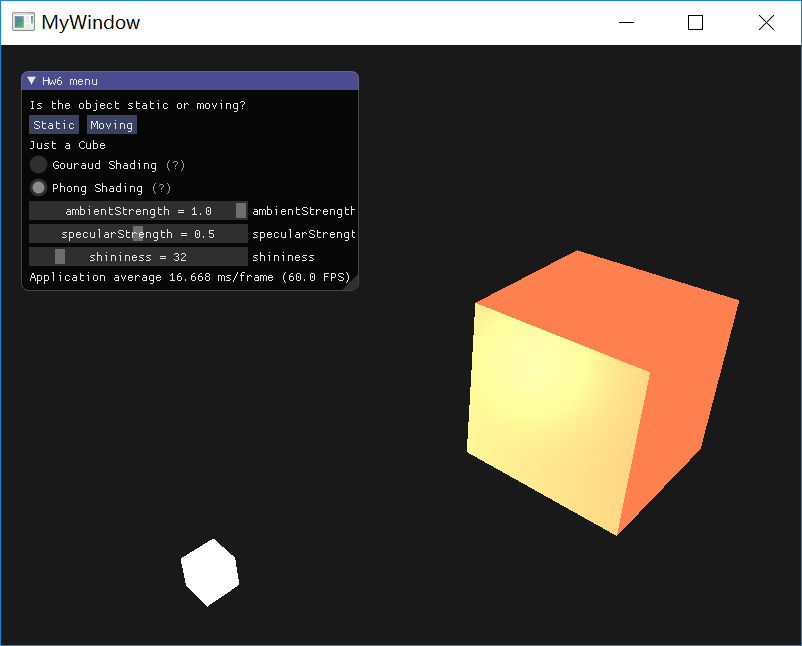 MyWindow
Hw6 menu
Is the object static or moving?
Static Moving
Just a Cube
Gouraud Shading (?)
Phong Shading (?)
ambientStrength = 1.0 ambientStrength
specularStrength = 0.5 specularStrengt
shininess = 32 shininess
Application average 16.668 ms/frame (60.0 FPS)